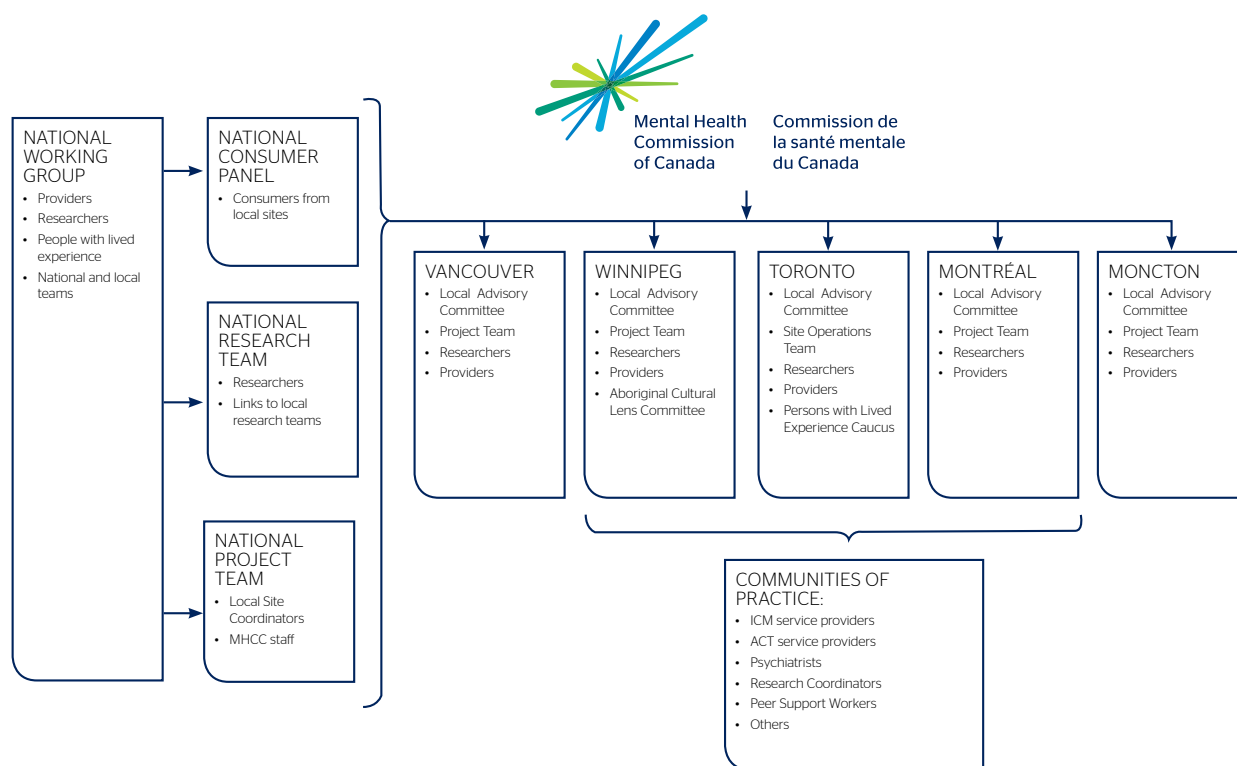 Mental Health
Commission
of Canada
Commission de
la santé mentale
du Canada
NATIONAL
WORKING
GROUP
• Providers
• Researchers
• People with lived
experience
• National and local
teams
NATIONAL
CONSUMER
PANEL
• Consumers from
local sites
NATIONAL
RESEARCH
TEAM
• Researchers
• Links to local
research teams
NATIONAL
PROJECT
TEAM
• Local Site
Coordinators
• MHCC staff
VANCOUVER
• Local Advisory
Committee
• Project Team
• Researchers
• Providers
WINNIPEG
• Local Advisory
Committee
• Project Team
• Researchers
• Providers
• Aboriginal Cultural
Lens Committee
TORONTO
• Local Advisory
Committee
• Site Operations
Team
• Researchers
• Providers
• Persons with Lived
Experience Caucus
MONTRÉAL
• Local Advisory
Committee
• Project Team
• Researchers
• Providers
MONCTON
• Local Advisory
Committee
• Project Team
• Researchers
• Providers
COMMUNITIES OF
PRACTICE:
• ICM service providers
• ACT service providers
• Psychiatrists
• Research Coordinators
• Peer Support Workers
• Others